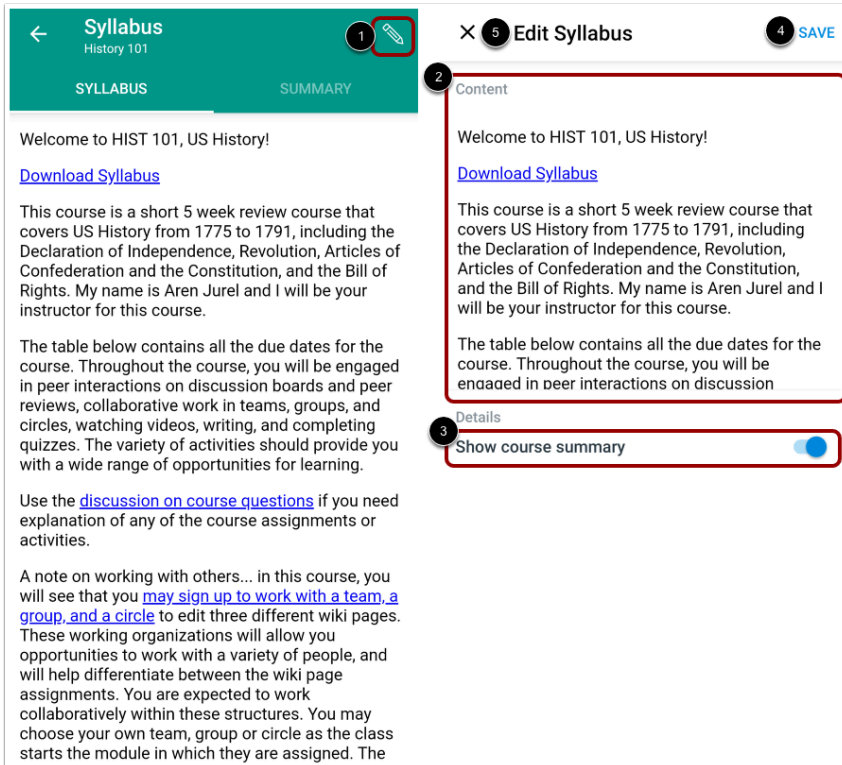 Syllabus
History 101
1
SYLLABUS
SUMMARY
Welcome to HIST 101, US History!
Download Syllabus
This course is a short 5 week review course that
covers US History from 1775 to 1791, including the
Declaration of Independence, Revolution, Articles of
Confederation and the Constitution, and the Bill of
Rights. My name is Aren Jurel and I will be your
instructor for this course.
The table below contains all the due dates for the
course. Throughout the course, you will be engaged
in peer interactions on discussion boards and peer
reviews, collaborative work in teams, groups, and
circles, watching videos, writing, and completing
quizzes. The variety of activities should provide you
with a wide range of opportunities for learning.
Use the discussion on course questions if you need
explanation of any of the course assignments or
activities.
A note on working with others... in this course, you
will see that you may sign up to work with a team, a
group, and a circle to edit three different wiki pages.
These working organizations will allow you
opportunities to work with a variety of people, and
will help differentiate between the wiki page
assignments. You are expected to work
collaboratively within these structures. You may
choose your own team, group or circle as the class
starts the module in which they are assigned. The
5 Edit Syllabus
4 SAVE
2
Content
Welcome to HIST 101, US History!
Download Syllabus
This course is a short 5 week review course that
covers US History from 1775 to 1791, including
the Declaration of Independence, Revolution,
Articles of Confederation and the Constitution,
and the Bill of Rights. My name is Aren Jurel and I
will be your instructor for this course.
The table below contains all the due dates for the
course. Throughout the course, you will be
engaged in peer interactions on discussion
Details
3
Show course summary